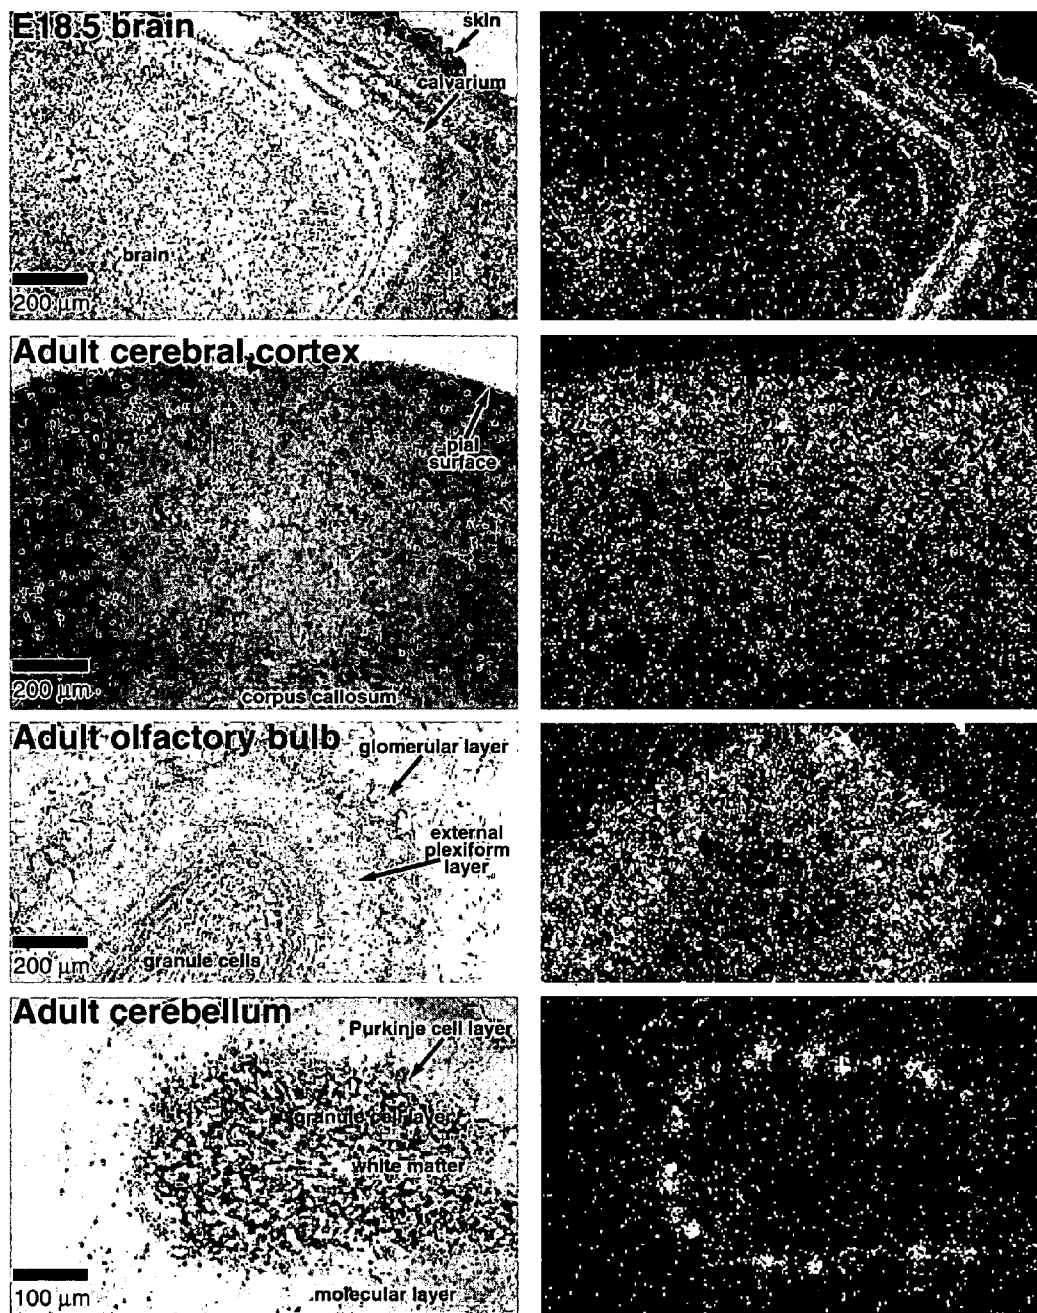 E18.5 brain
skin
calvarium
brain
200 μm
Adult cerebral cortex
pial
surface
200 μm
corpus callosum
Adult olfactory bulb
glomerular layer
external
plexiform
layer
200 μm
granule cells
Adult cerebellum
Purkinje cell layer
granule cell layer
white matter
100 μm
molecular layer